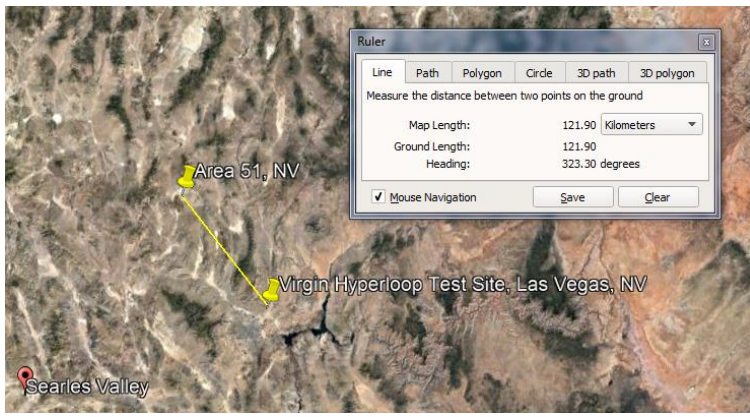 Ruler
Line Path Polygon Circle 3D path 3D polygon
Measure the distance between two points on the ground
Map Length: 121.90 Kilometers
Ground Length: 121.90
Heading: 323.30 degrees
Mouse Navigation Save Clear
Area 51, NV
Virgin Hyperloop Test Site, Las Vegas, NV
Searles Valley